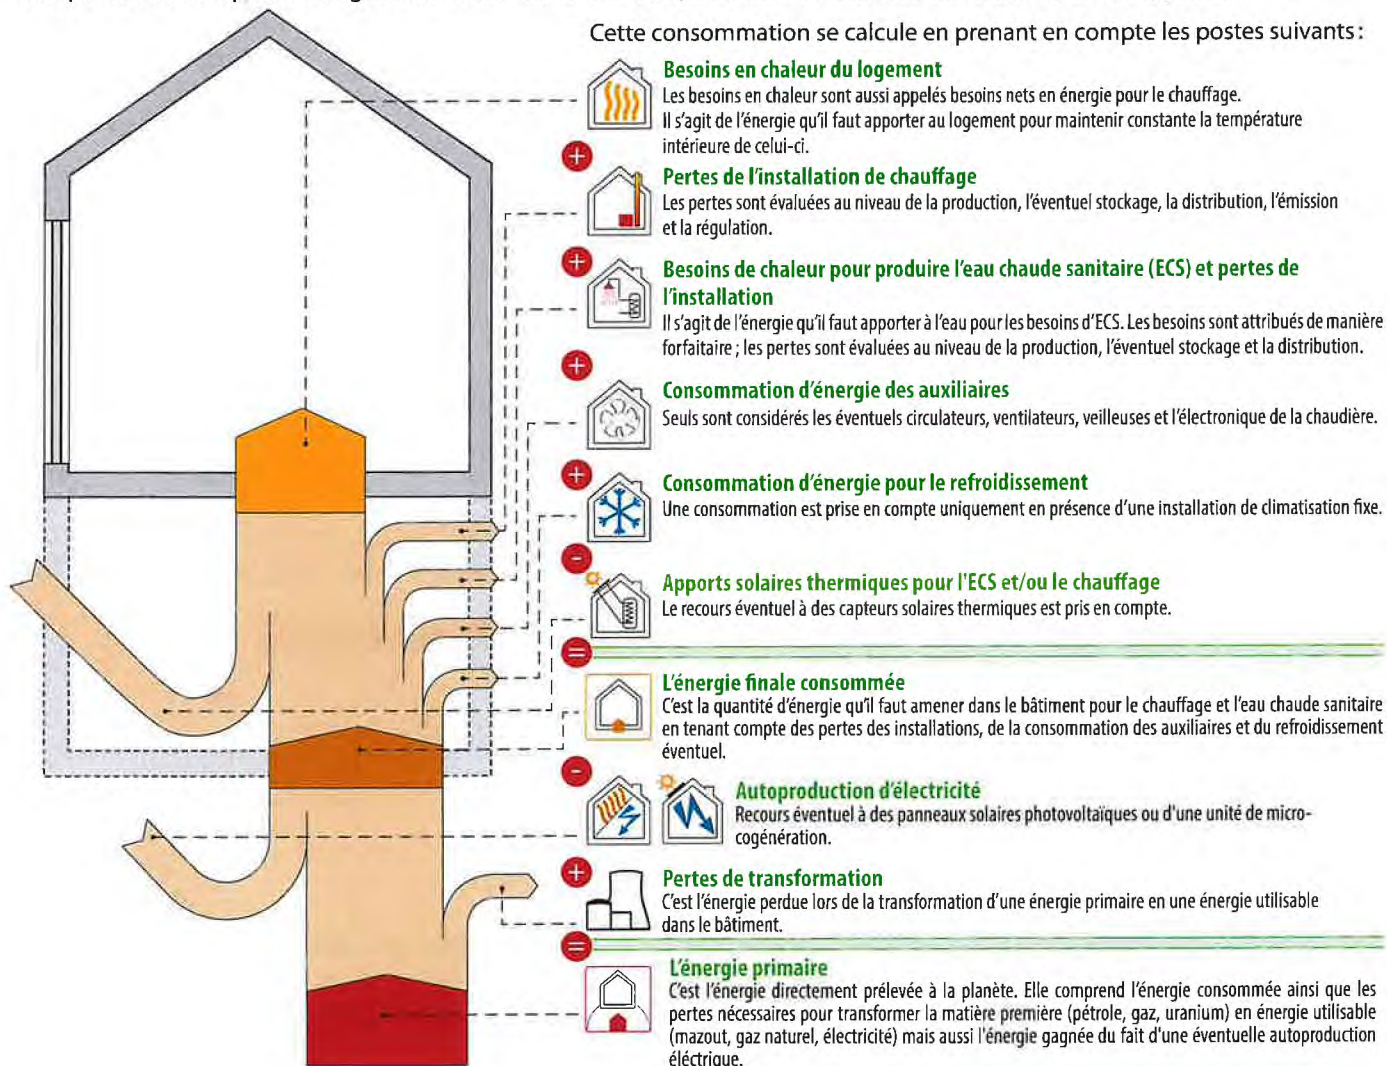 Cette consommation se calcule en prenant en compte les postes suivants :
Besoins en chaleur du logement
Les besoins en chaleur sont aussi appelés besoins nets en énergie pour le chauffage.
Il s'agit de l'énergie qu'il faut apporter au logement pour maintenir constante la température
intérieure de celui-ci.
+
Pertes de l'installation de chauffage
Les pertes sont évaluées au niveau de la production, l'éventuel stockage, la distribution, l'émission
et la régulation.
+
Besoins de chaleur pour produire l'eau chaude sanitaire (ECS) et pertes de
l'installation
Il s'agit de l'énergie qu'il faut apporter à l'eau pour les besoins d'ECS. Les besoins sont attribués de manière
forfaitaire ; les pertes sont évaluées au niveau de la production, l'éventuel stockage et la distribution.
+
Consommation d'énergie des auxiliaires
Seuls sont considérés les éventuels circulateurs, ventilateurs, veilleuses et l'électronique de la chaudière.
+
Consommation d'énergie pour le refroidissement
Une consommation est prise en compte uniquement en présence d'une installation de climatisation fixe.
-
Apports solaires thermiques pour l'ECS et/ou le chauffage
Le recours éventuel à des capteurs solaires thermiques est pris en compte.
=
L'énergie finale consommée
C'est la quantité d'énergie qu'il faut amener dans le bâtiment pour le chauffage et l'eau chaude sanitaire
en tenant compte des pertes des installations, de la consommation des auxiliaires et du refroidissement
éventuel.
-
Autoproduction d'électricité
Recours éventuel à des panneaux solaires photovoltaïques ou d'une unité de micro-
cogénération.
+
Pertes de transformation
C'est l'énergie perdue lors de la transformation d'une énergie primaire en une énergie utilisable
dans le bâtiment.
=
L'énergie primaire
C'est l'énergie directement prélevée à la planète. Elle comprend l'énergie consommée ainsi que les
pertes nécessaires pour transformer la matière première (pétrole, gaz, uranium) en énergie utilisable
(mazout, gaz naturel, électricité) mais aussi l'énergie gagnée du fait d'une éventuelle autoproduction
éléctrique.